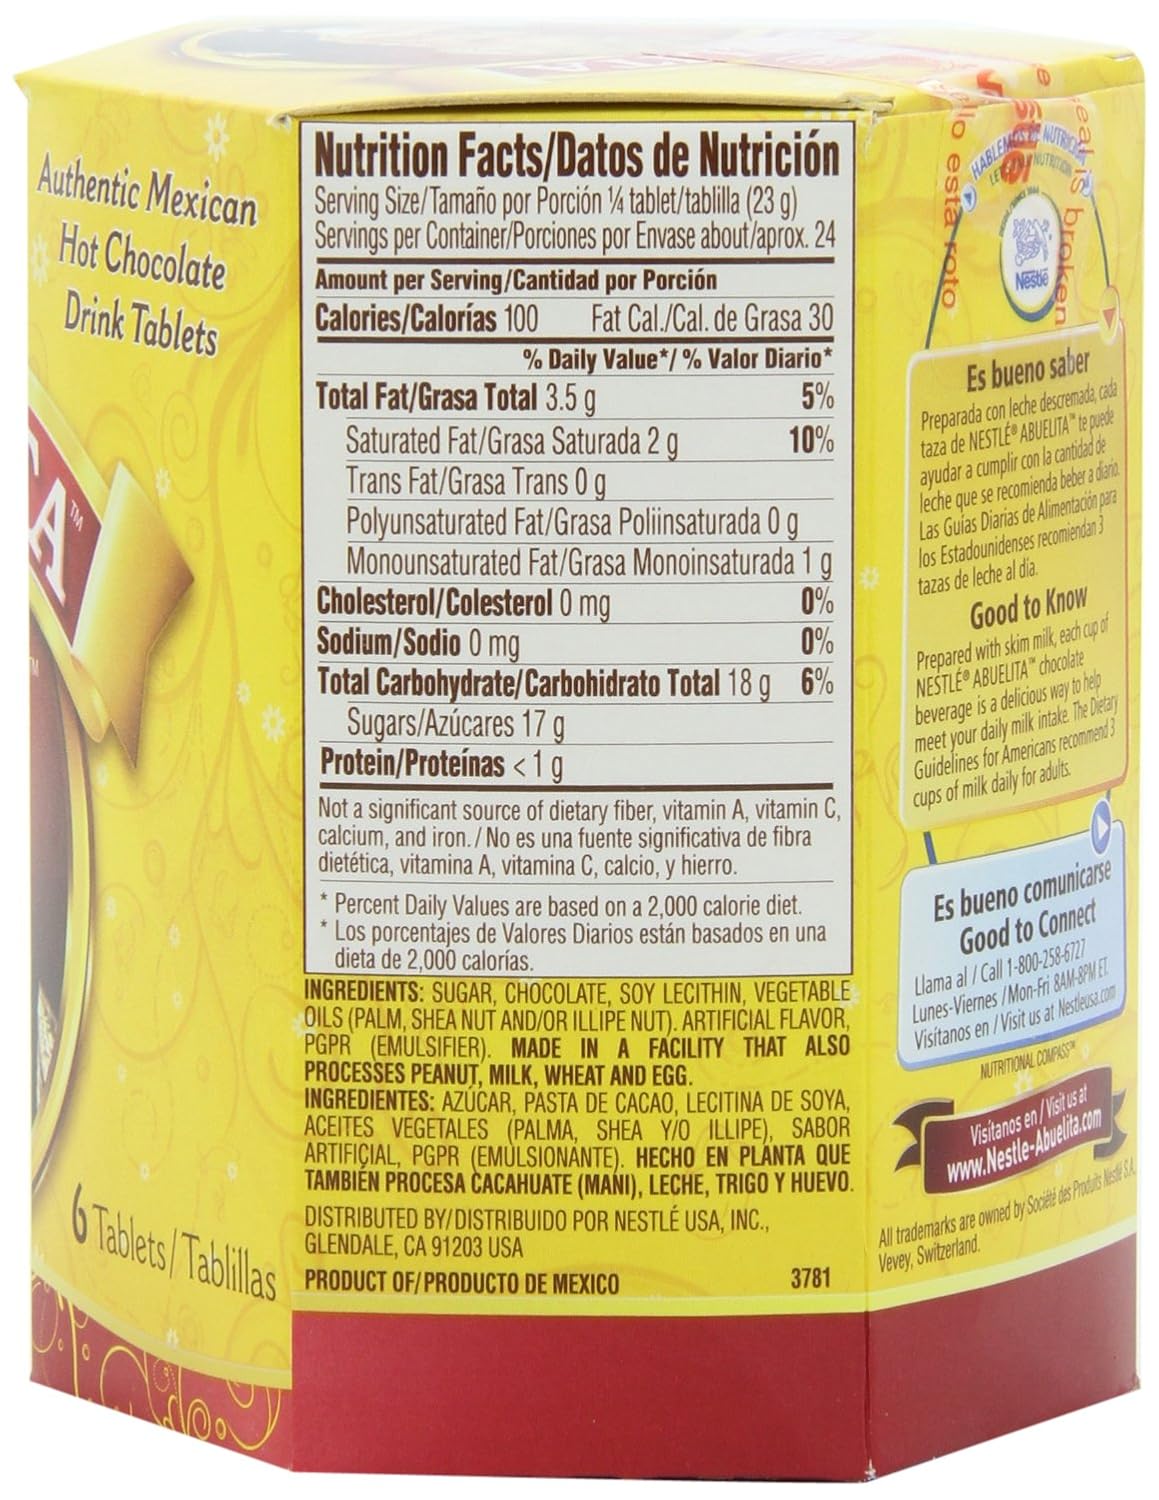 Authentic Mexican
Hot Chocolate
Drink Tablets
A™
TM
6 Tablets/Tablillas
Nutrition Facts/Datos de Nutrición
Serving Size/Tamaño por Porción ¼ tablet/tablilla (23 g)
Servings per Container/Porciones por Envase about/aprox. 24
Amount per Serving/Cantidad por Porción
Calories/Calorías 100 Fat Cal./Cal. de Grasa 30
% Daily Value*/ % Valor Diario*
Total Fat/Grasa Total 3.5 g 5%
Saturated Fat/Grasa Saturada 2 g 10%
Trans Fat/Grasa Trans 0 g
Polyunsaturated Fat/Grasa Poliinsaturada 0 g
Monounsaturated Fat/Grasa Monoinsaturada 1 g
Cholesterol/Colesterol 0 mg 0%
Sodium/Sodio 0 mg 0%
Total Carbohydrate/Carbohidrato Total 18 g 6%
Sugars/Azúcares 17 g
Protein/Proteínas < 1 g
Not a significant source of dietary fiber, vitamin A, vitamin C,
calcium, and iron. / No es una fuente significativa de fibra
dietética, vitamina A, vitamina C, calcio, y hierro.
* Percent Daily Values are based on a 2,000 calorie diet.
* Los porcentajes de Valores Diarios están basados en una
dieta de 2,000 calorías.
INGREDIENTS: SUGAR, CHOCOLATE, SOY LECITHIN, VEGETABLE
OILS (PALM, SHEA NUT AND/OR ILLIPE NUT). ARTIFICIAL FLAVOR,
PGPR (EMULSIFIER). MADE IN A FACILITY THAT ALSO
PROCESSES PEANUT, MILK, WHEAT AND EGG.
INGREDIENTES: AZÚCAR, PASTA DE CACAO, LECITINA DE SOYA,
ACEITES VEGETALES (PALMA, SHEA Y/O ILLIPE), SABOR
ARTIFICIAL, PGPR (EMULSIONANTE). HECHO EN PLANTA QUE
TAMBIÉN PROCESA CACAHUATE (MANI), LECHE, TRIGO Y HUEVO.
DISTRIBUTED BY/DISTRIBUIDO POR NESTLÉ USA, INC.,
GLENDALE, CA 91203 USA
PRODUCT OF/PRODUCTO DE MEXICO 3781
esta roto
seal is broken
HABLEMOS DE NUTRICIÓN
Nestlé
Es bueno saber
Preparada con leche descremada, cada
taza de NESTLÉ® ABUELITA™ te puede
ayudar a cumplir con la cantidad de
leche que se recomienda beber a diario.
Las Guías Diarias de Alimentación para
los Estadounidenses recomiendan 3
tazas de leche al día.
Good to Know
Prepared with skim milk, each cup of
NESTLÉ® ABUELITA™ chocolate
beverage is a delicious way to help
meet your daily milk intake. The Dietary
Guidelines for Americans recommend 3
cups of milk daily for adults.
Es bueno comunicarse
Good to Connect
Llama al / Call 1-800-258-6727
Lunes-Viernes / Mon-Fri 8AM-8PM ET.
Visítanos en / Visit us at Nestleusa.com
NUTRITIONAL COMPASS™
Visítanos en / Visit us at
www.Nestle-Abuelita.com
All trademarks are owned by Société des Produits Nestlé S.A.,
Vevey, Switzerland.